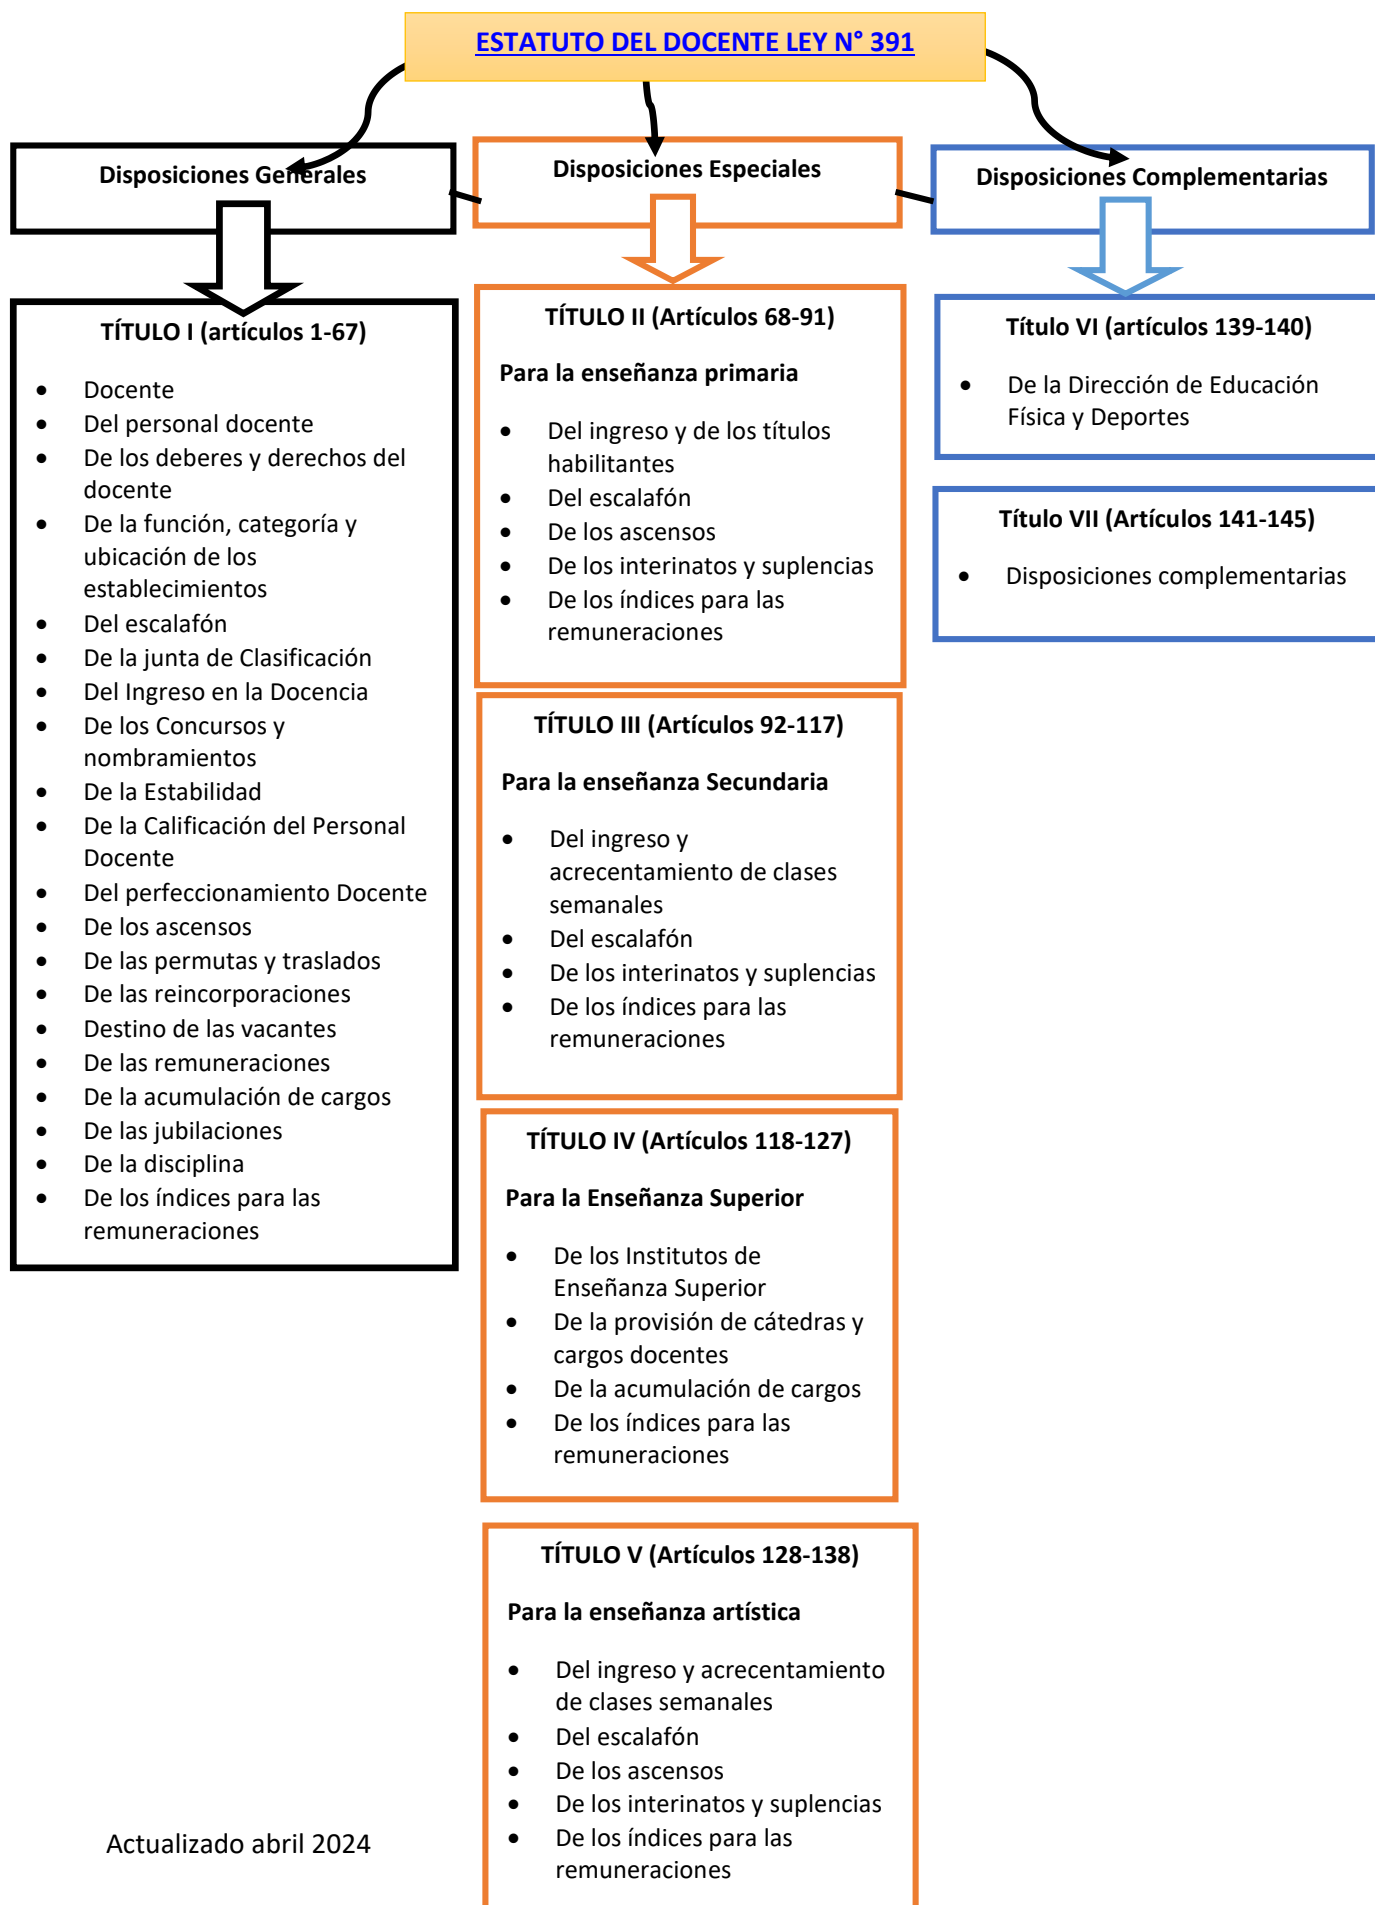 ESTATUTO DEL DOCENTE LEY N° 391
Disposiciones Generales
Disposiciones Especiales
Disposiciones Complementarias
TÍTULO I (artículos 1-67)
• Docente
• Del personal docente
• De los deberes y derechos del
docente
• De la función, categoría y
ubicación de los
establecimientos
• Del escalafón
• De la junta de Clasificación
• Del Ingreso en la Docencia
• De los Concursos y
nombramientos
• De la Estabilidad
• De la Calificación del Personal
Docente
• Del perfeccionamiento Docente
• De los ascensos
• De las permutas y traslados
• De las reincorporaciones
• Destino de las vacantes
• De las remuneraciones
• De la acumulación de cargos
• De las jubilaciones
• De la disciplina
• De los índices para las
remuneraciones
TÍTULO II (Artículos 68-91)
Para la enseñanza primaria
• Del ingreso y de los títulos
habilitantes
• Del escalafón
• De los ascensos
• De los interinatos y suplencias
• De los índices para las
remuneraciones
TÍTULO III (Artículos 92-117)
Para la enseñanza Secundaria
• Del ingreso y
acrecentamiento de clases
semanales
• Del escalafón
• De los interinatos y suplencias
• De los índices para las
remuneraciones
TÍTULO IV (Artículos 118-127)
Para la Enseñanza Superior
• De los Institutos de
Enseñanza Superior
• De la provisión de cátedras y
cargos docentes
• De la acumulación de cargos
• De los índices para las
remuneraciones
TÍTULO V (Artículos 128-138)
Para la enseñanza artística
• Del ingreso y acrecentamiento
de clases semanales
• Del escalafón
• De los ascensos
• De los interinatos y suplencias
• De los índices para las
remuneraciones
Título VI (artículos 139-140)
• De la Dirección de Educación
Física y Deportes
Título VII (Artículos 141-145)
• Disposiciones complementarias
Actualizado abril 2024